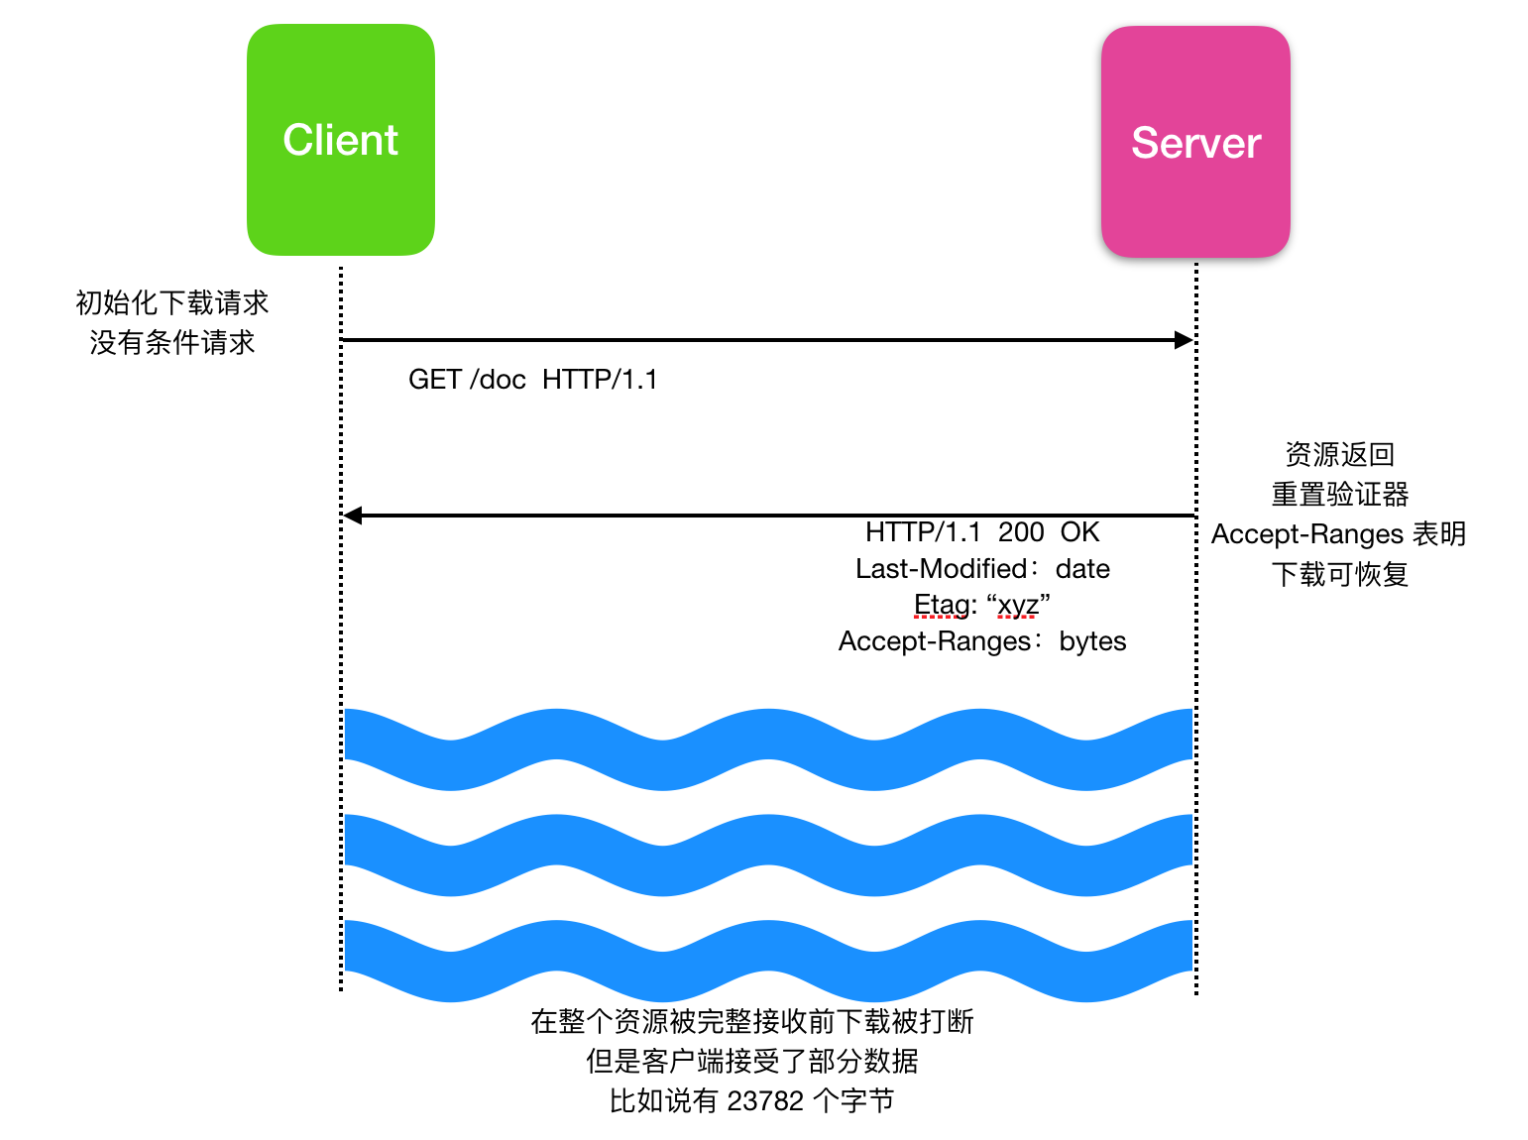 Client
Server
初始化下载请求
没有条件请求
GET /doc  HTTP/1.1
资源返回
重置验证器
Accept-Ranges 表明
下载可恢复
HTTP/1.1  200  OK
Last-Modified：date
Etag: “xyz”
Accept-Ranges：bytes
在整个资源被完整接收前下载被打断
但是客户端接受了部分数据
比如说有 23782 个字节